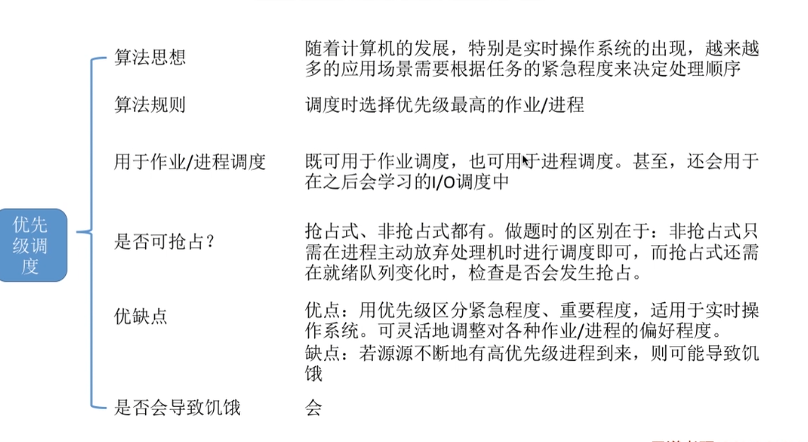 算法思想
随着计算机的发展，特别是实时操作系统的出现，越来越
多的应用场景需要根据任务的紧急程度来决定处理顺序
算法规则
调度时选择优先级最高的作业/进程
用于作业/进程调度
既可用于作业调度，也可用于进程调度。甚至，还会用于
在之后会学习的I/O调度中
优先
级调
度
是否可抢占？
抢占式、非抢占式都有。做题时的区别在于：非抢占式只
需在进程主动放弃处理机时进行调度即可，而抢占式还需
在就绪队列变化时，检查是否会发生抢占。
优缺点
优点：用优先级区分紧急程度、重要程度，适用于实时操
作系统。可灵活地调整对各种作业/进程的偏好程度。
缺点：若源源不断地有高优先级进程到来，则可能导致饥
饿
是否会导致饥饿
会